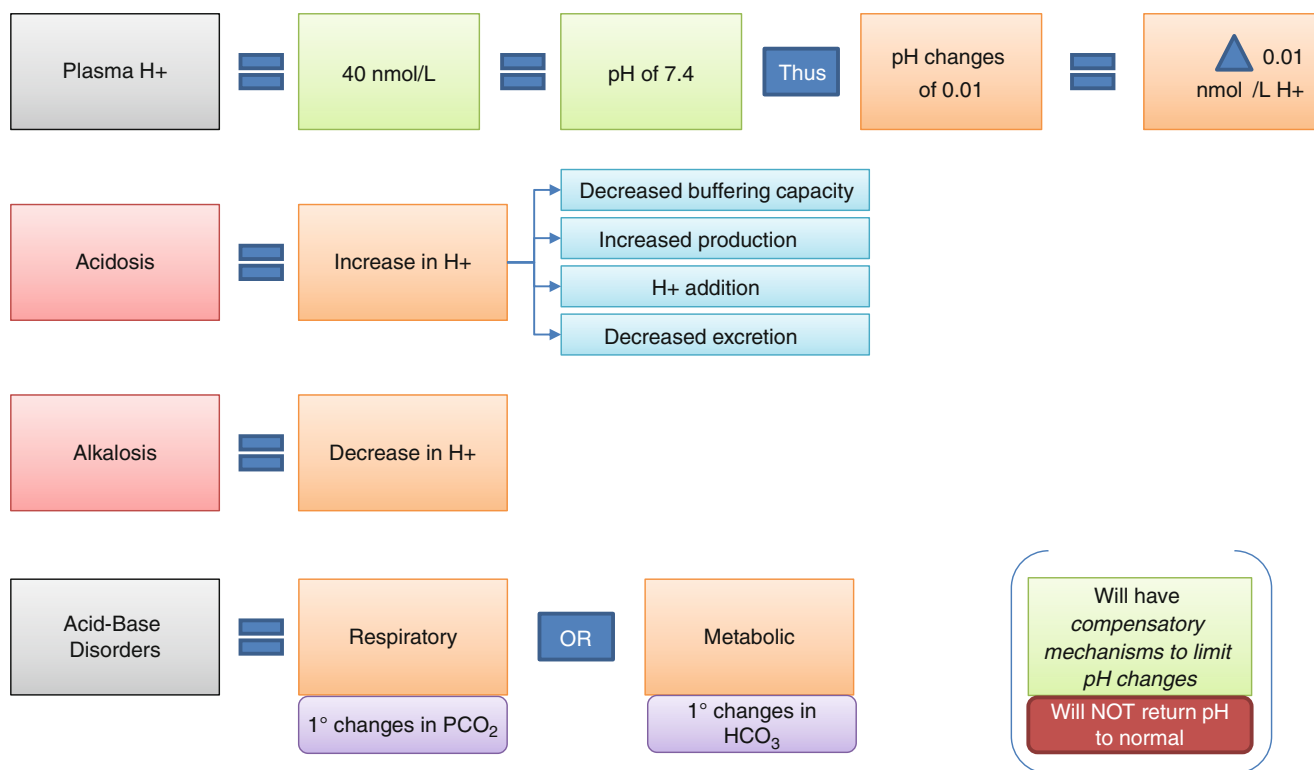 Plasma H+
40 nmol/L
pH of 7.4
Thus
pH changes
of 0.01
0.01
nmol /L H+
Acidosis
Increase in H+
Decreased buffering capacity
Increased production
H+ addition
Decreased excretion
Alkalosis
Decrease in H+
Acid-Base
Disorders
Respiratory
1° changes in PCO₂
OR
Metabolic
1° changes in
HCO₃
Will have
compensatory
mechanisms to limit
pH changes
Will NOT return pH
to normal